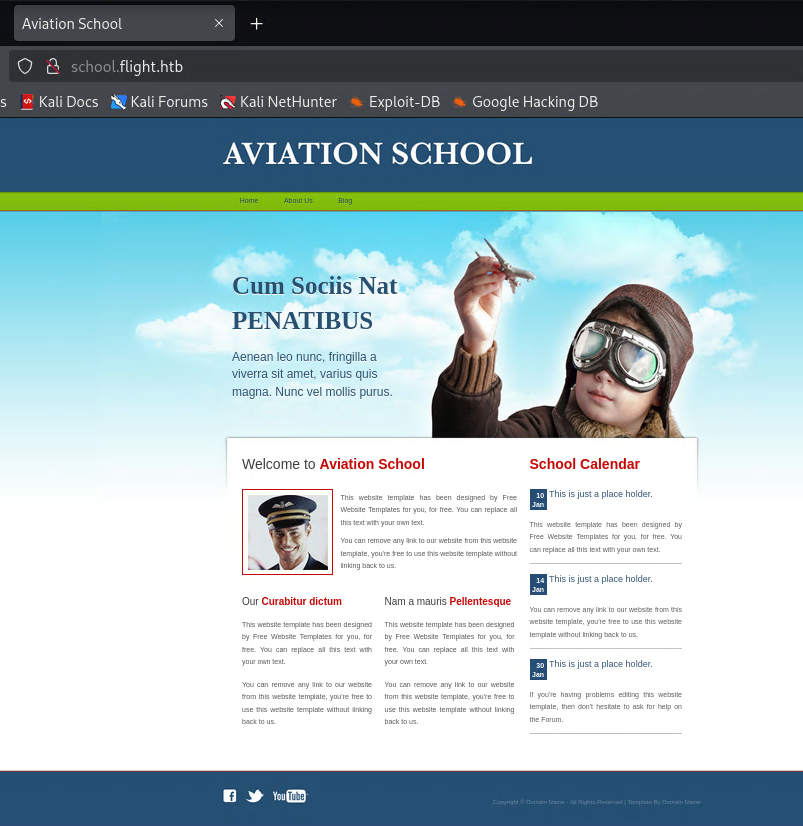 Aviation School
school.flight.htb
s Kali Docs Kali Forums Kali NetHunter Exploit-DB Google Hacking DB
AVIATION SCHOOL
Home About Us Blog
Cum Sociis Nat
PENATIBUS
Aenean leo nunc, fringilla a
viverra sit amet, varius quis
magna. Nunc vel mollis purus.
Welcome to Aviation School
This website template has been designed by Free
Website Templates for you, for free. You can replace all
this text with your own text.
You can remove any link to our website from this website
template, you're free to use this website template without
linking back to us.
Our Curabitur dictum
This website template has been designed
by Free Website Templates for you, for
free. You can replace all this text with
your own text.
You can remove any link to our website
from this website template, you're free to
use this website template without linking
back to us.
Nam a mauris Pellentesque
This website template has been designed
by Free Website Templates for you, for
free. You can replace all this text with
your own text.
You can remove any link to our website
from this website template, you're free to
use this website template without linking
back to us.
School Calendar
10
Jan
This is just a place holder.
This website template has been designed by
Free Website Templates for you, for free. You
can replace all this text with your own text.
14
Jan
This is just a place holder.
You can remove any link to our website from this
website template, you're free to use this website
template without linking back to us.
30
Jan
This is just a place holder.
If you're having problems editing this website
template, then don't hesitate to ask for help on
the Forum.
You Tube
Copyright © Domain Name - All Rights Reserved | Template By Domain Name